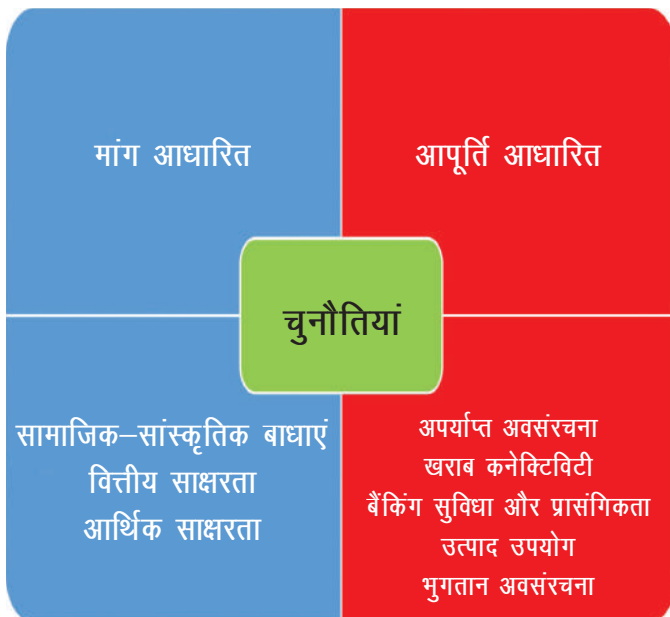 मांग आधारित
आपूर्ति आधारित
चुनौतियां
सामाजिक–सांस्कृतिक बाधाएं
वित्तीय साक्षरता
आर्थिक साक्षरता
अपर्याप्त अवसंरचना
खराब कनेक्टिविटी
बैंकिंग सुविधा और प्रासंगिकता
उत्पाद उपयोग
भुगतान अवसंरचना